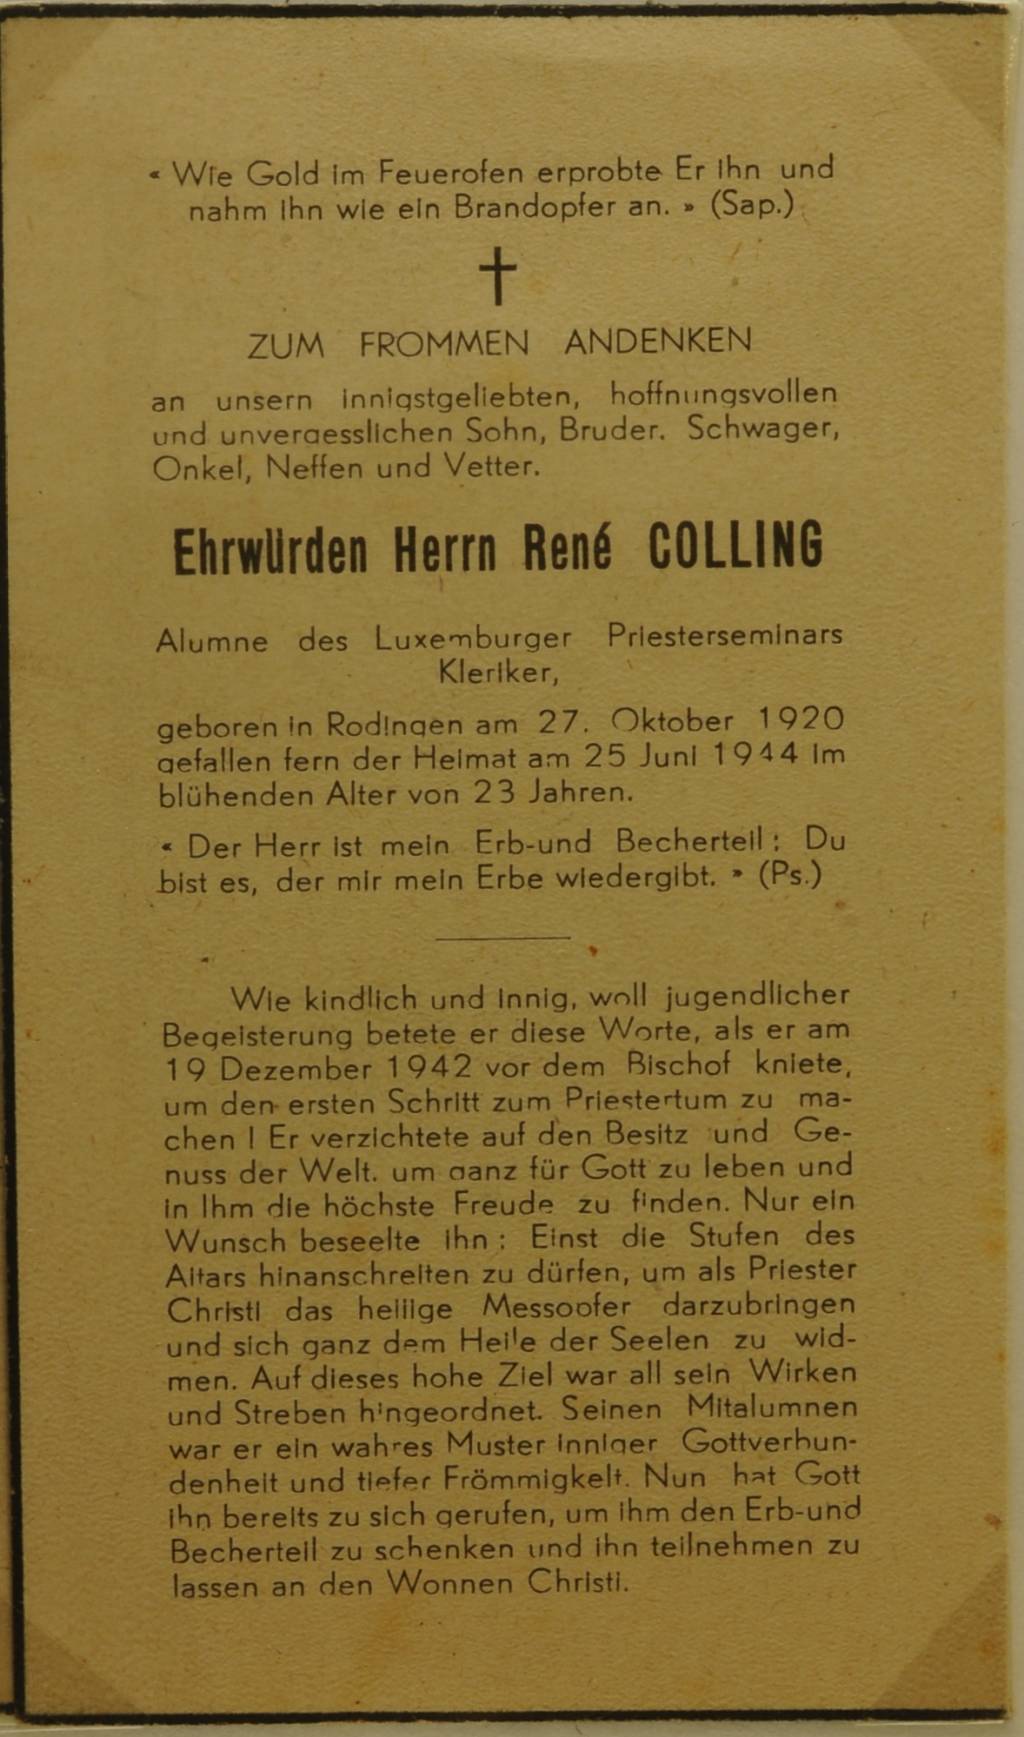 « Wie Gold im Feuerofen erprobte Er ihn und
nahm ihn wie ein Brandopfer an. » (Sap.)
ZUM FROMMEN ANDENKEN
an unsern innigstgeliebten, hoffnungsvollen
und unvergesslichen Sohn, Bruder. Schwager,
Onkel, Neffen und Vetter.
Ehrwürden Herrn René COLLING
Alumne des Luxemburger Priesterseminars
Kleriker,
geboren in Rodingen am 27. Oktober 1920
gefallen fern der Heimat am 25 Juni 1944 im
blühenden Alter von 23 Jahren.
« Der Herr ist mein Erb-und Becherteil : Du
bist es, der mir mein Erbe wiedergibt. » (Ps.)
Wie kindlich und innig, woll jugendlicher
Begeisterung betete er diese Worte, als er am
19 Dezember 1942 vor dem Bischof kniete,
um den ersten Schritt zum Priestertum zu ma-
chen ! Er verzichtete auf den Besitz und Ge-
nuss der Welt. um ganz für Gott zu leben und
in Ihm die höchste Freude zu finden. Nur ein
Wunsch beseelte ihn : Einst die Stufen des
Altars hinanschreiten zu dürfen, um als Priester
Christi das heilige Messopfer darzubringen
und sich ganz dem Heile der Seelen zu wid-
men. Auf dieses hohe Ziel war all sein Wirken
und Streben hingeordnet. Seinen Mitalumnen
war er ein wahres Muster inniger Gottverbun-
denheit und tiefer Frömmigkeit. Nun hat Gott
ihn bereits zu sich gerufen, um ihm den Erb-und
Becherteil zu schenken und ihn teilnehmen zu
lassen an den Wonnen Christi.